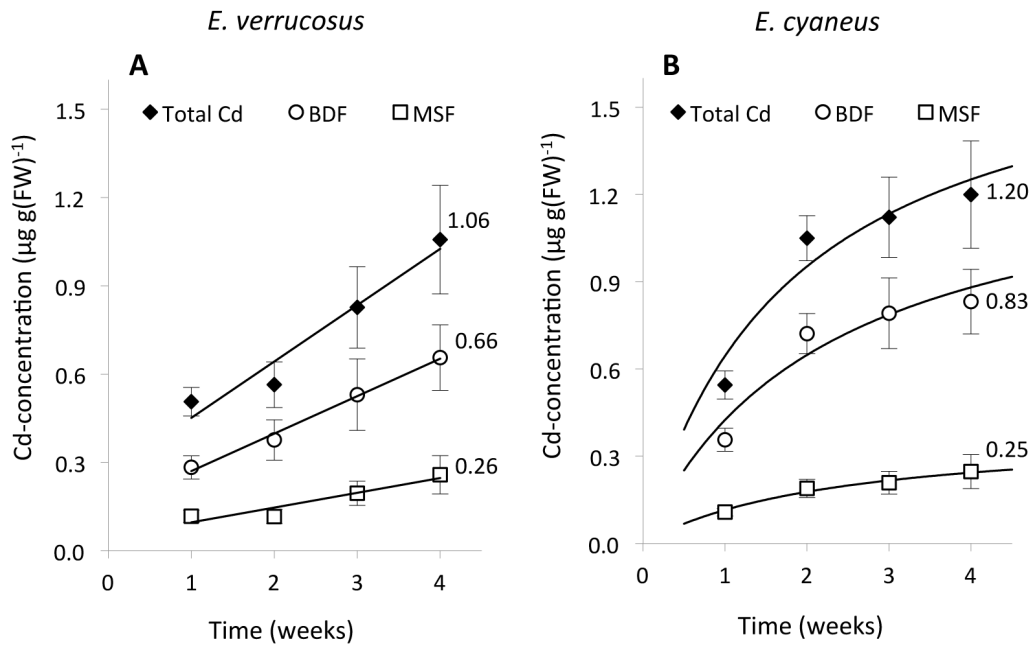 E. verrucosus
A
Total Cd BDF MSF
Cd-concentration (µg g(FW)-1)
1.5
1.2
0.9
0.6
0.3
0.0
1.06
0.66
0.26
0 1 2 3 4
Time (weeks)
E. cyaneus
B
Total Cd BDF MSF
Cd-concentration (µg g(FW)-1)
1.5
1.2
0.9
0.6
0.3
0.0
1.20
0.83
0.25
0 1 2 3 4
Time (weeks)